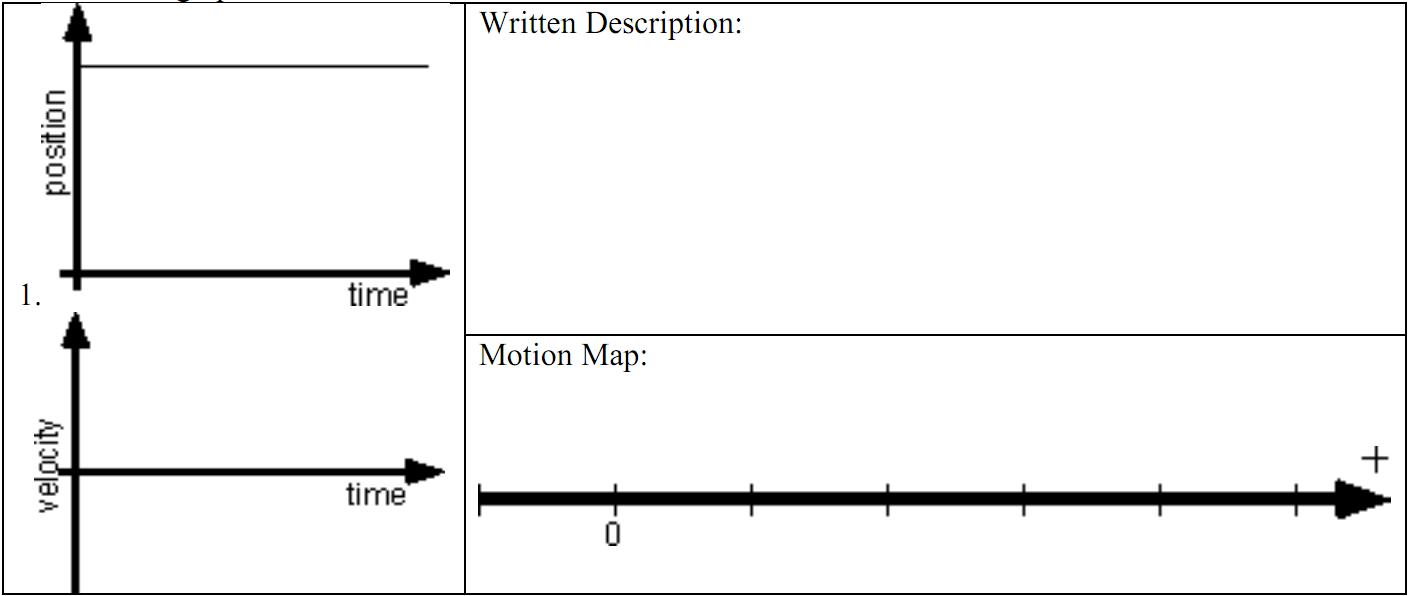 Written Description:
position
1.
time
Motion Map:
velocity
time
+
0